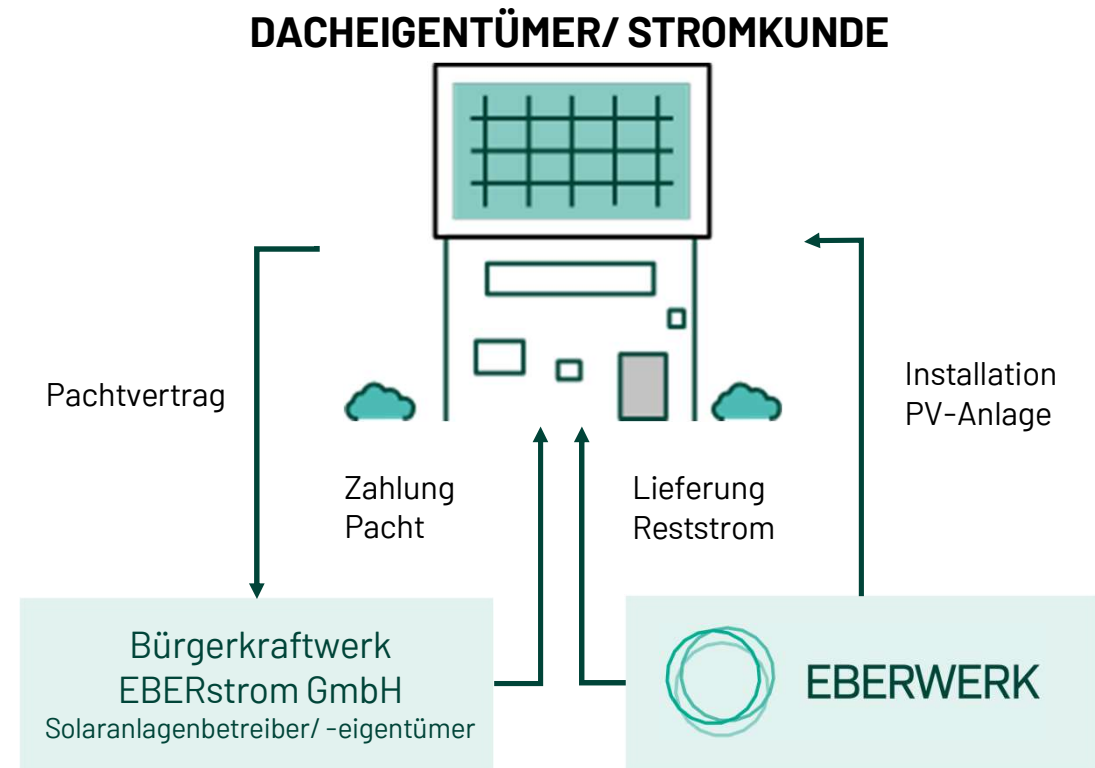 DACHEIGENTÜMER/ STROMKUNDE
Pachtvertrag
Installation
PV-Anlage
Zahlung
Pacht
Lieferung
Reststrom
Bürgerkraftwerk
EBERstrom GmbH
Solaranlagenbetreiber/ -eigentümer
EBERWERK